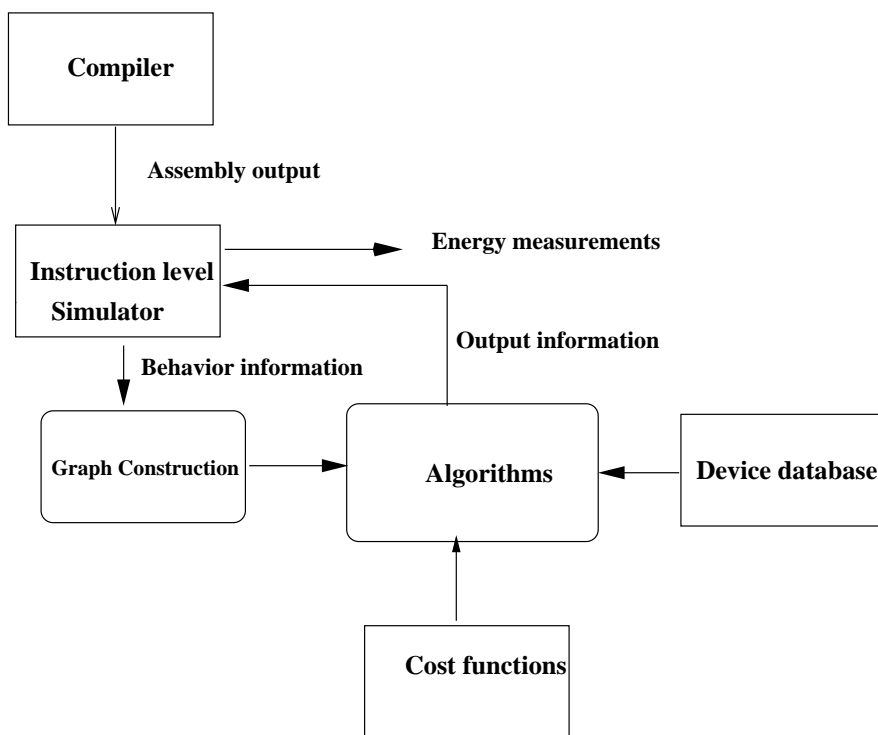 Compiler
Assembly output
Energy measurements
Instruction level
Simulator
Output information
Behavior information
Graph Construction
Algorithms
Device database
Cost functions